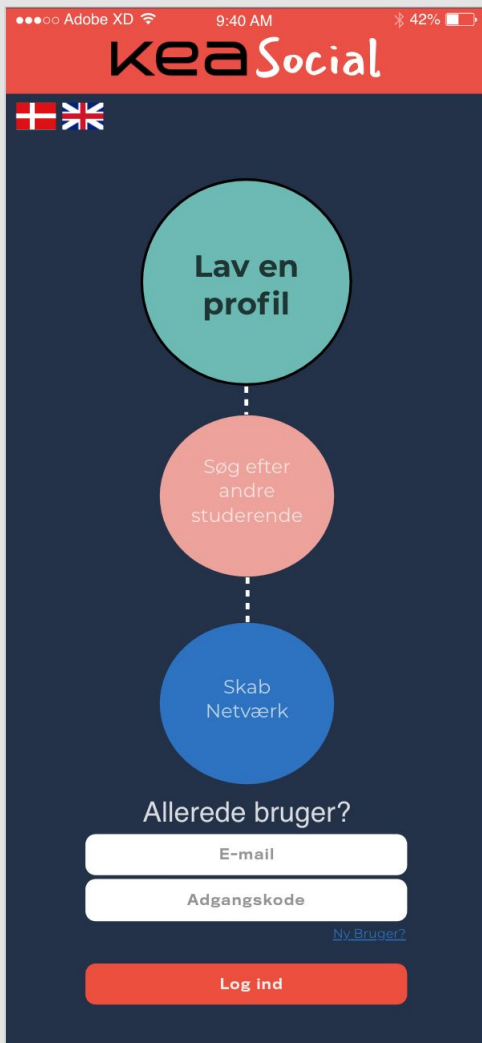 Adobe XD 9:40 AM 42%
Kea Social
Lav en
profil
Søg efter
andre
studerende
Skab
Netværk
Allerede bruger?
E-mail
Adgangskode
Ny Bruger?
Log ind